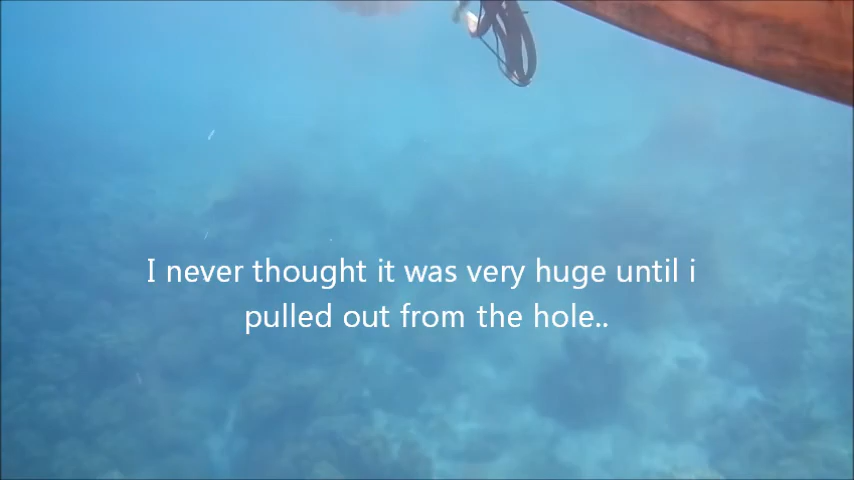 I never thought it was very huge until i
pulled out from the hole..